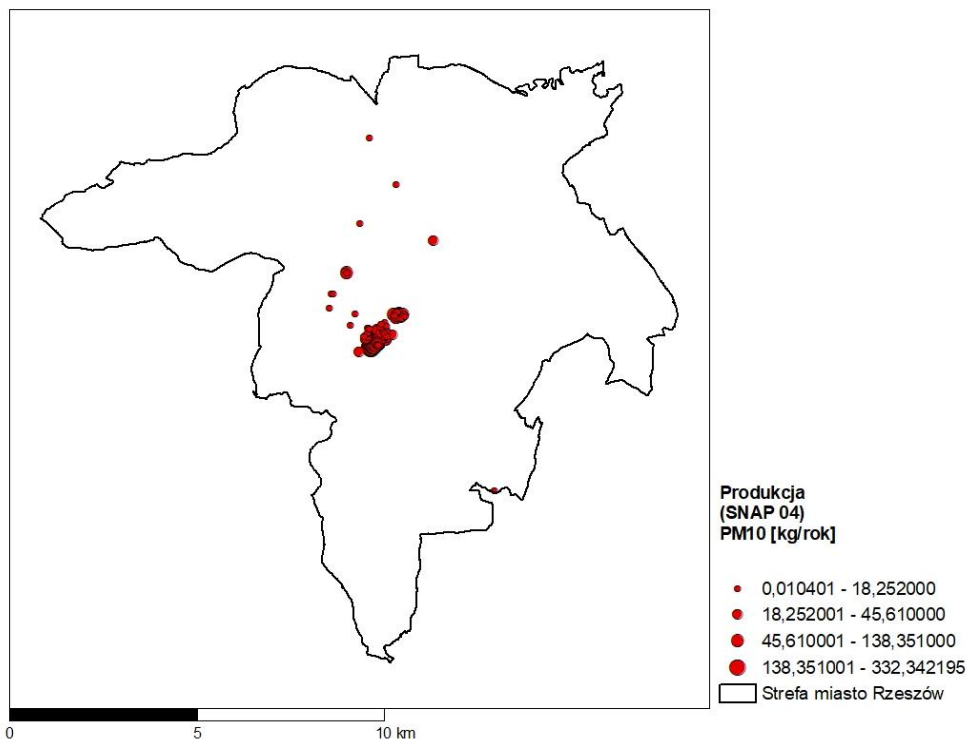 Produkcja
(SNAP 04)
PM10 [kg/rok]
0,010401 - 18,252000
18,252001 - 45,610000
45,610001 - 138,351000
138,351001 - 332,342195
Strefa miasto Rzeszów
0 5 10 km